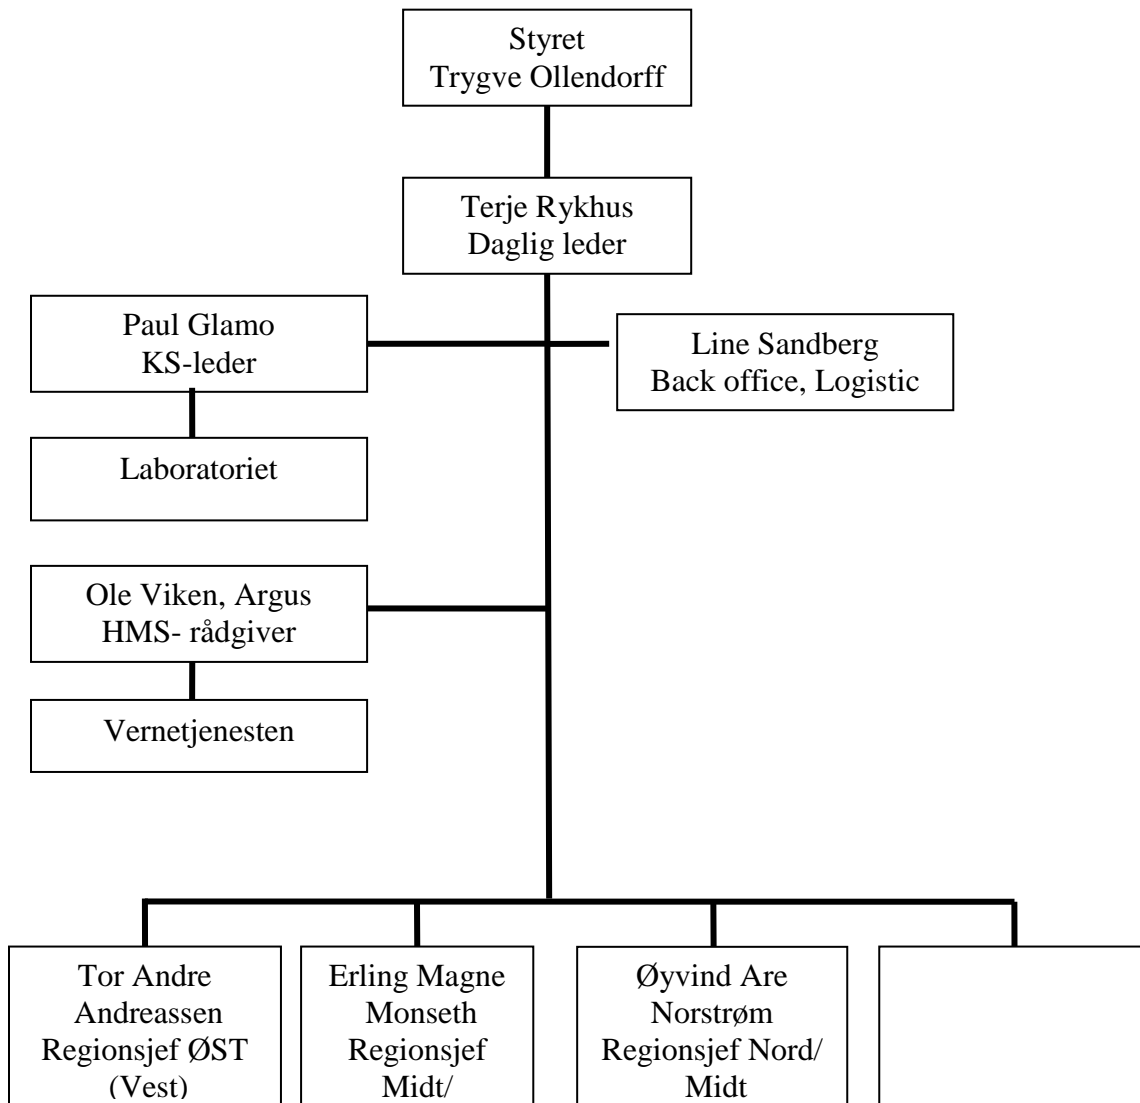 Styret
Trygve Ollendorff
Terje Rykhus
Daglig leder
Paul Glamo
KS-leder
Line Sandberg
Back office, Logistic
Laboratoriet
Ole Viken, Argus
HMS- rådgiver
Vernetjenesten
Tor Andre
Andreassen
Regionsjef ØST
(Vest)
Erling Magne
Monseth
Regionsjef
Midt/
Øyvind Are
Norstrøm
Regionsjef Nord/
Midt